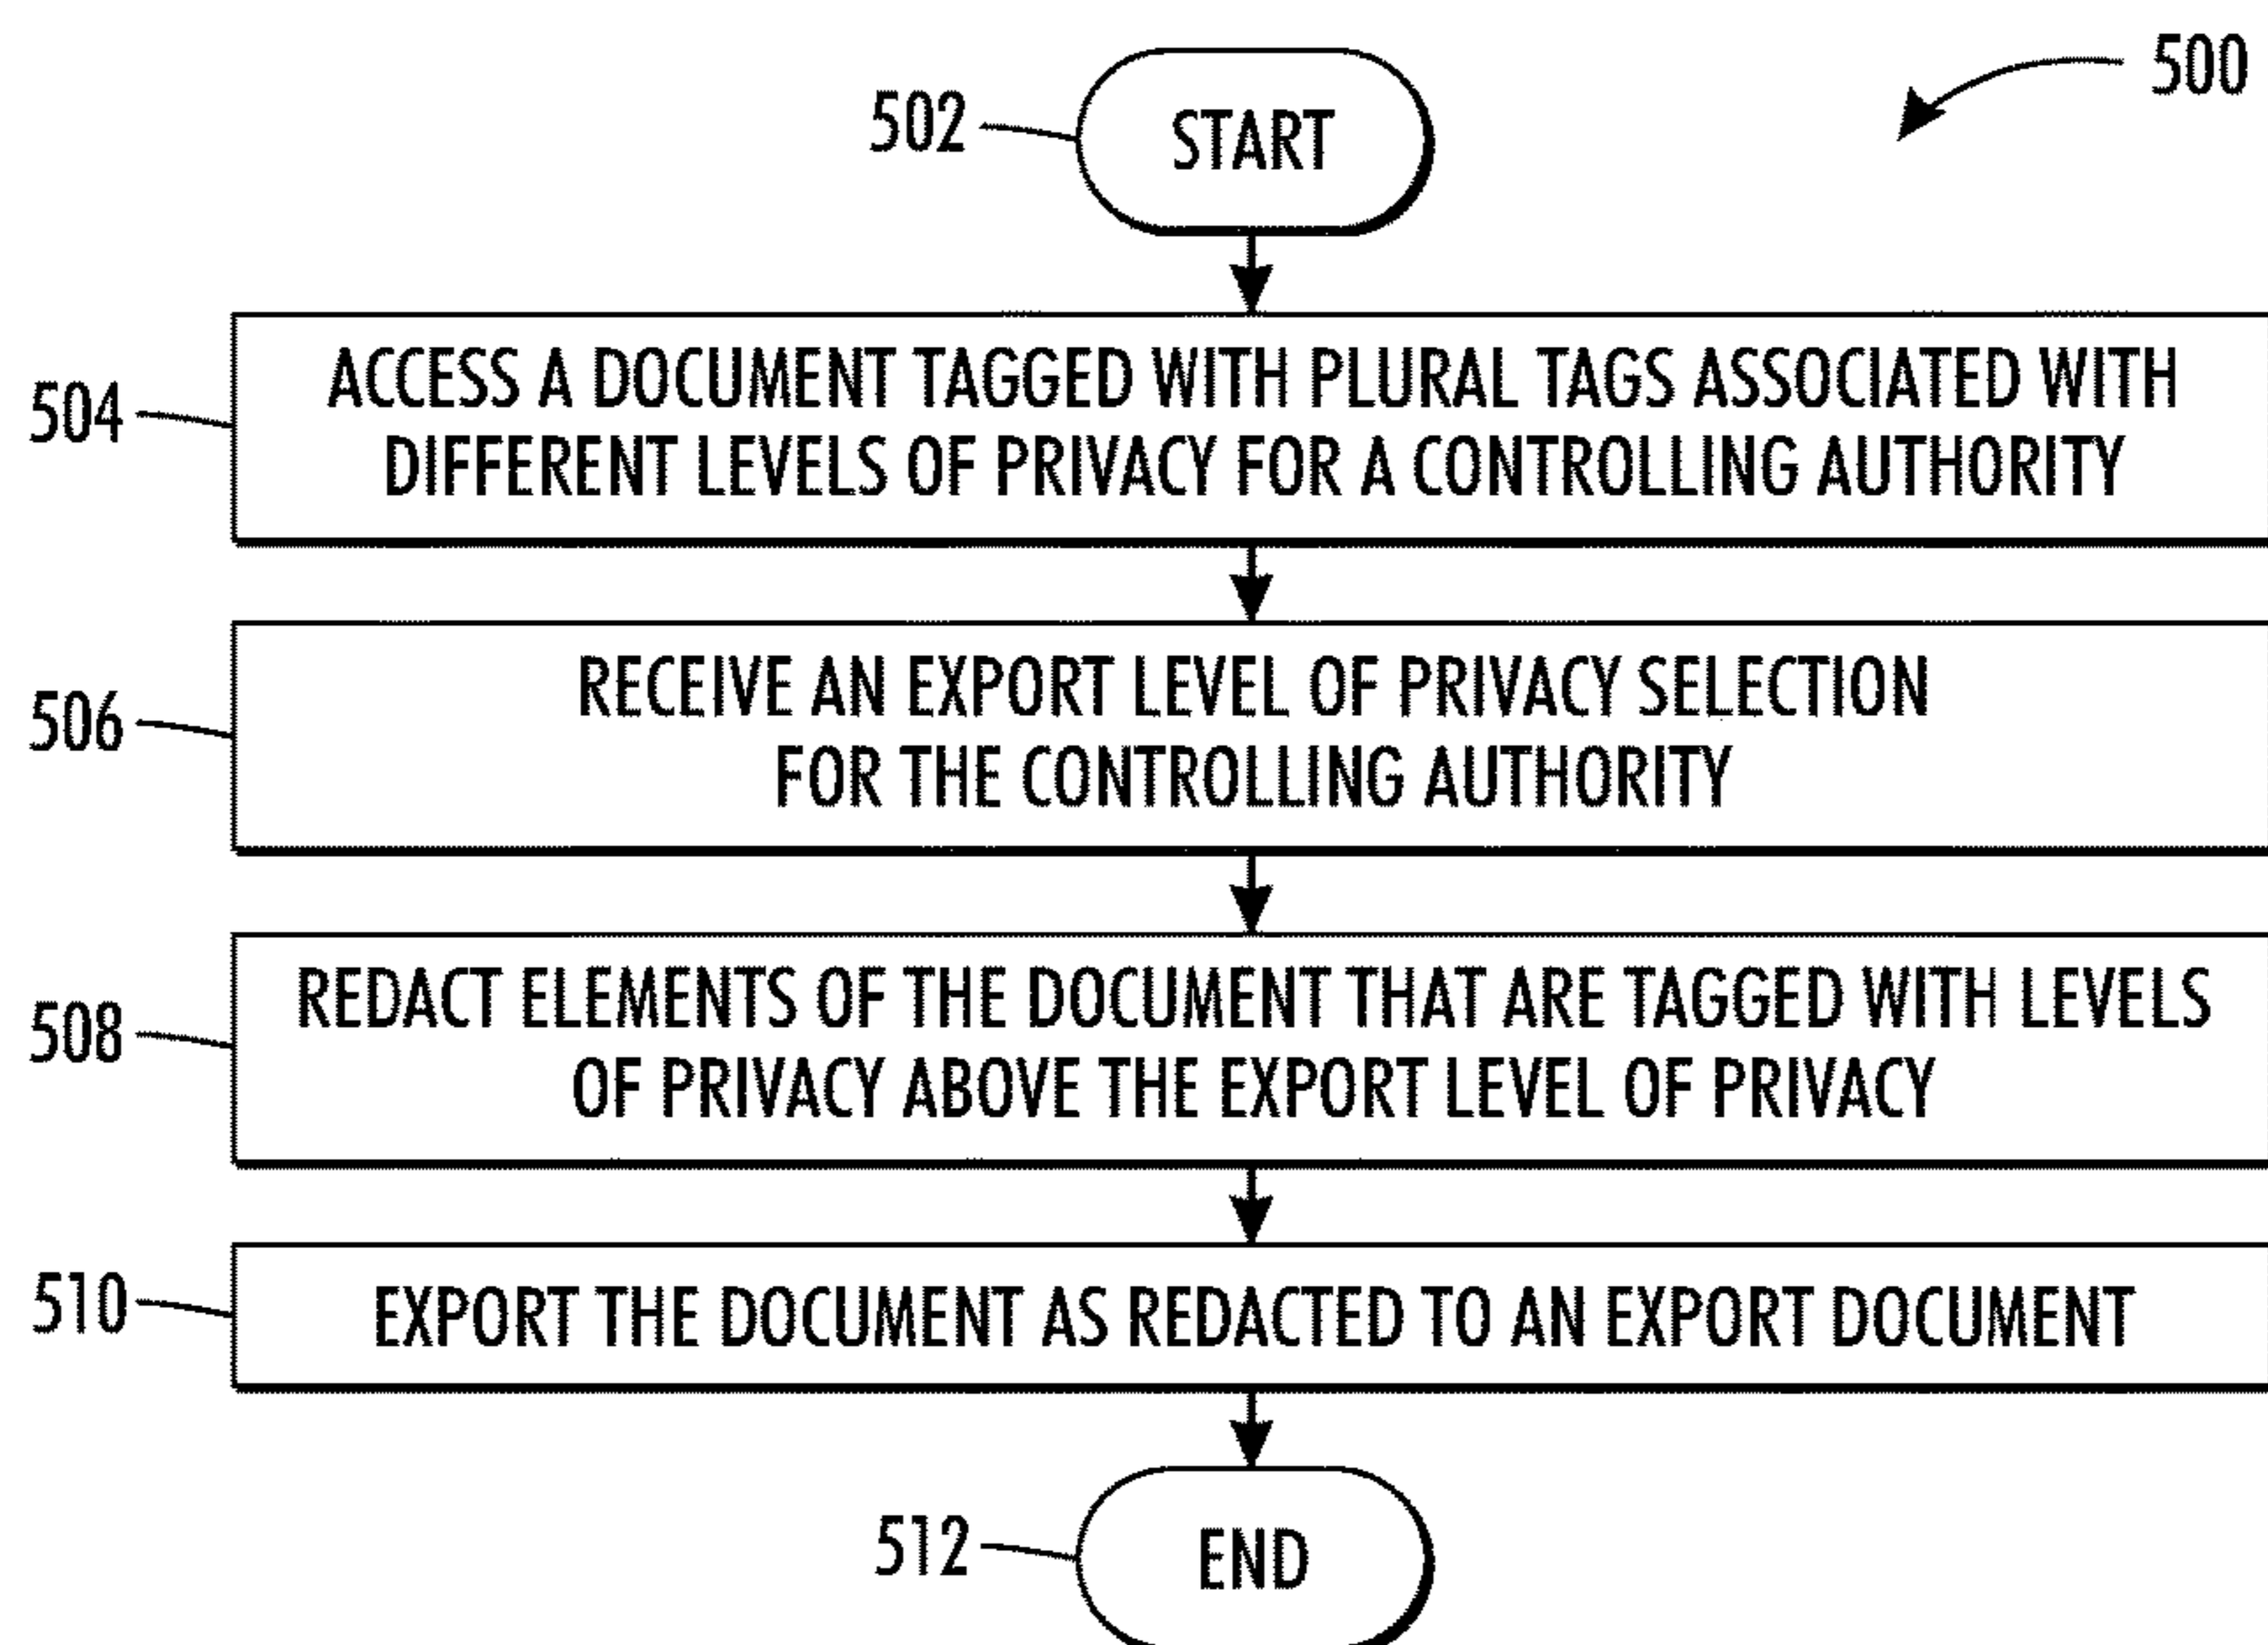 500
502
START
504
ACCESS A DOCUMENT TAGGED WITH PLURAL TAGS ASSOCIATED WITH
DIFFERENT LEVELS OF PRIVACY FOR A CONTROLLING AUTHORITY
506
RECEIVE AN EXPORT LEVEL OF PRIVACY SELECTION
FOR THE CONTROLLING AUTHORITY
508
REDACT ELEMENTS OF THE DOCUMENT THAT ARE TAGGED WITH LEVELS
OF PRIVACY ABOVE THE EXPORT LEVEL OF PRIVACY
510
EXPORT THE DOCUMENT AS REDACTED TO AN EXPORT DOCUMENT
512
END